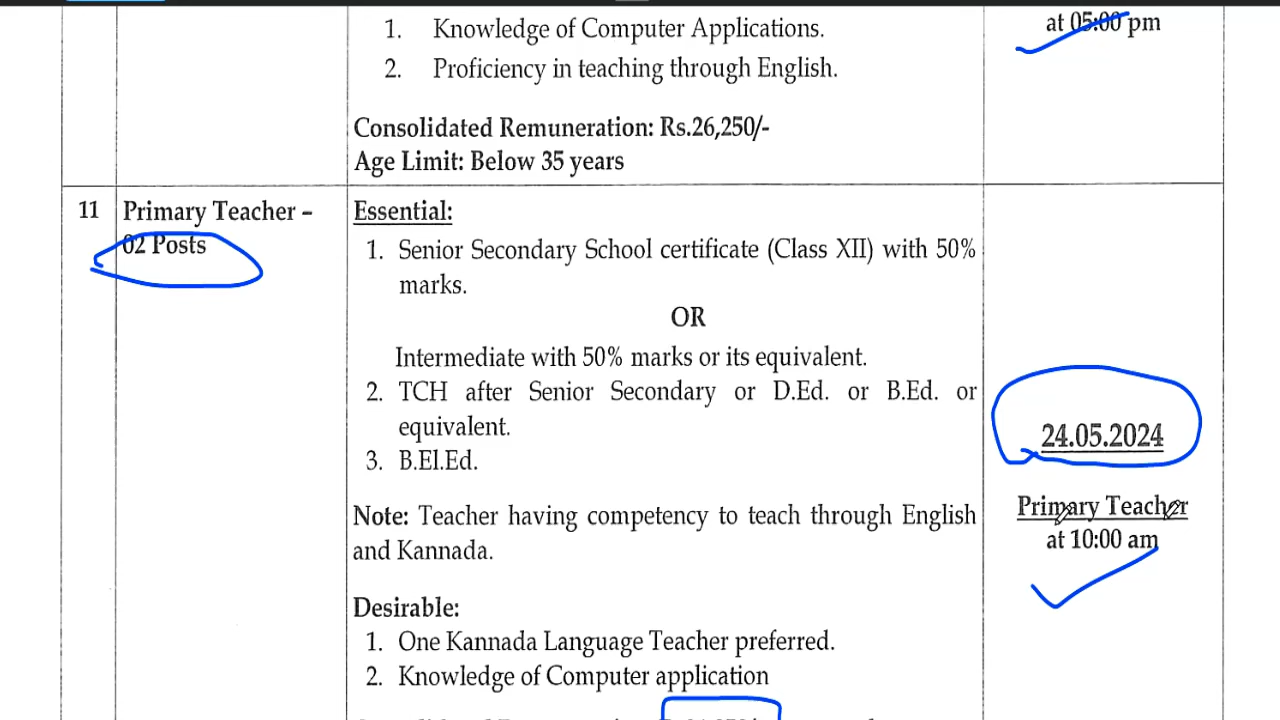 1. Knowledge of Computer Applications.
2. Proficiency in teaching through English.
Consolidated Remuneration: Rs.26,250/-
Age Limit: Below 35 years
at 05:00 pm
11 Primary Teacher –
02 Posts
Essential:
1. Senior Secondary School certificate (Class XII) with 50%
marks.
OR
Intermediate with 50% marks or its equivalent.
2. TCH after Senior Secondary or D.Ed. or B.Ed. or
equivalent.
3. B.El.Ed.
Note: Teacher having competency to teach through English
and Kannada.
Desirable:
1. One Kannada Language Teacher preferred.
2. Knowledge of Computer application
24.05.2024
Primary Teacher
at 10:00 am